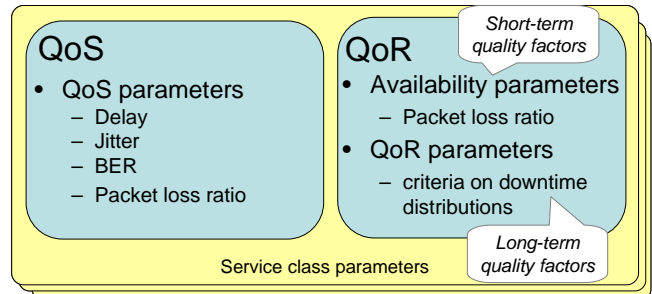 QoS
• QoS parameters
– Delay
– Jitter
– BER
– Packet loss ratio
QoR
Short-term
quality factors
• Availability parameters
– Packet loss ratio
• QoR parameters
– criteria on downtime
distributions
Long-term
quality factors
Service class parameters